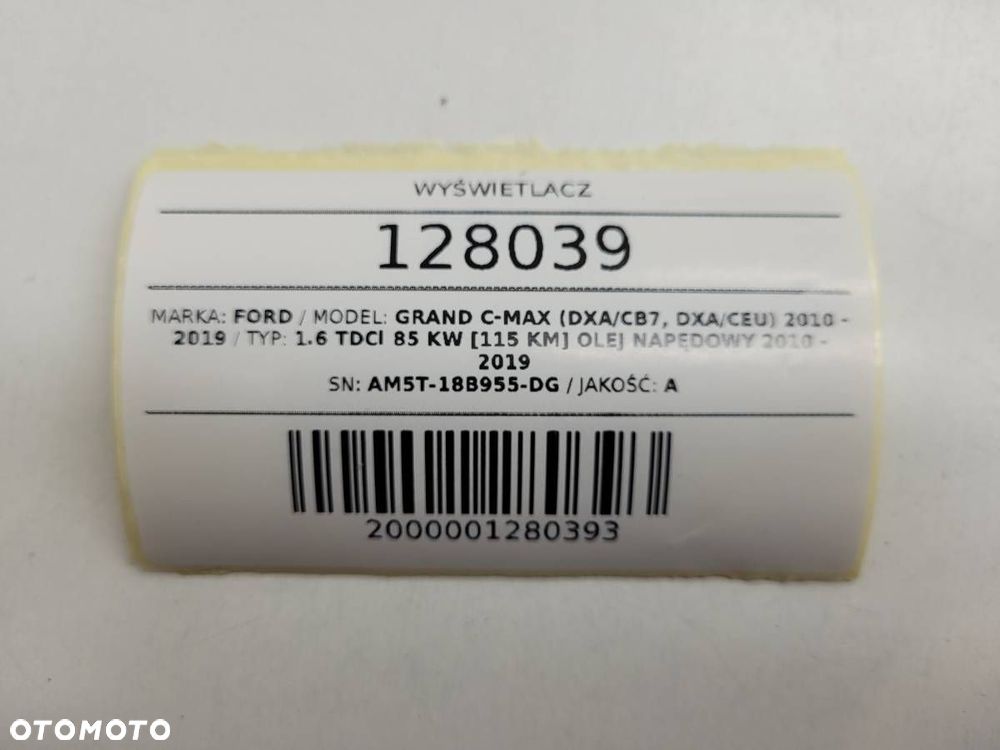 WYŚWIETLACZ
128039
MARKA: FORD / MODEL: GRAND C-MAX (DXA/CB7, DXA/CEU) 2010 -
2019 / TYP: 1.6 TDCI 85 KW [115 KM] OLEJ NAPĘDOWY 2010 -
2019
SN: AM5T-18B955-DG / JAKOŚĆ: A
2000001280393
OTOMOTO